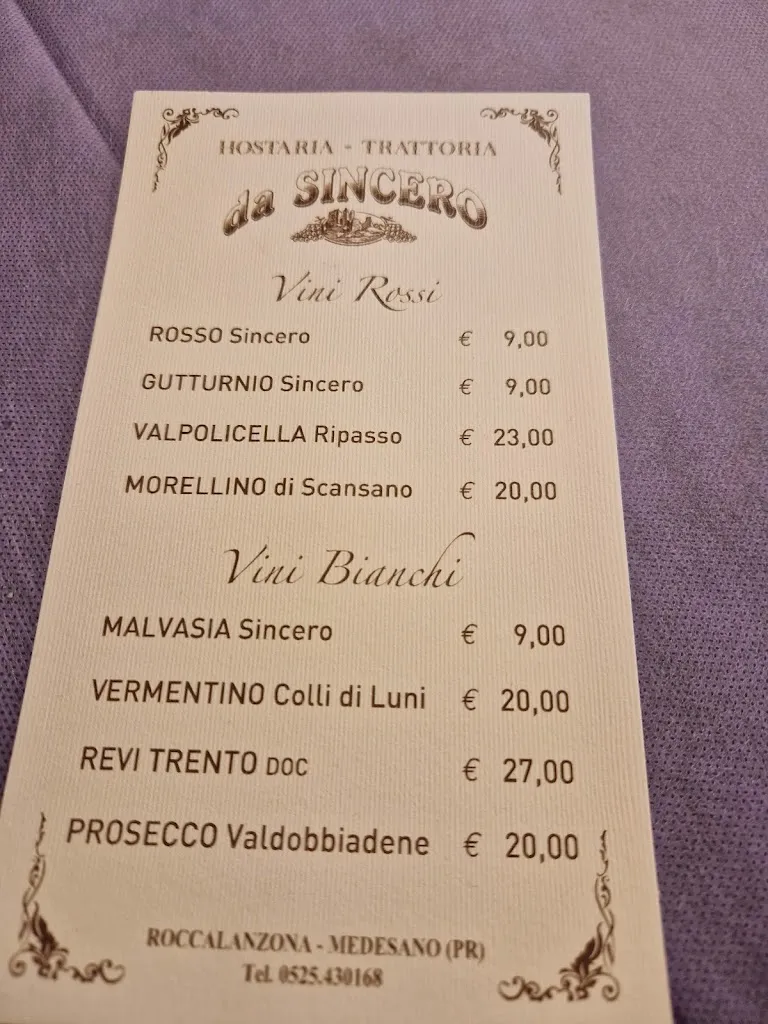 HOSTARIA - TRATTORIA
da SINCERO
Vini Rossi
ROSSO Sincero € 9,00
GUTTURNIO Sincero € 9,00
VALPOLICELLA Ripasso € 23,00
MORELLINO di Scansano € 20,00
Vini Bianchi
MALVASIA Sincero € 9,00
VERMENTINO Colli di Luni € 20,00
REVI TRENTO DOC € 27,00
PROSECCO Valdobbiadene € 20,00
ROCCALANZONA - MEDESANO (PR)
Tel. 0525.430168